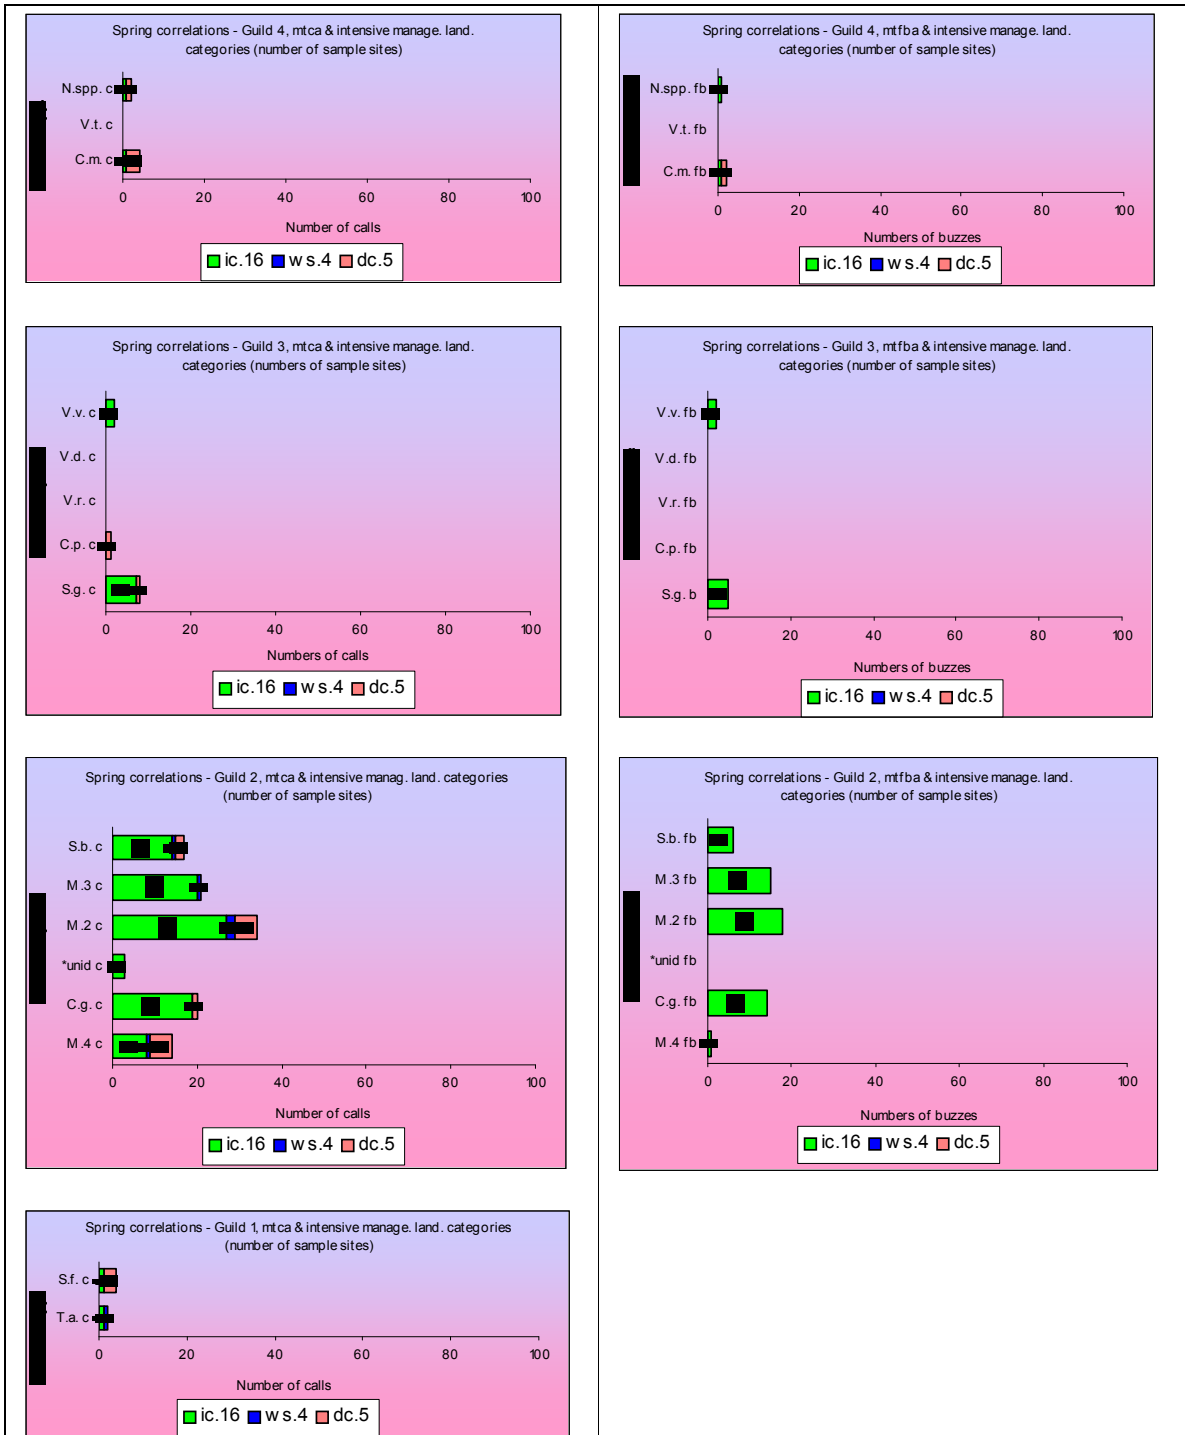 Spring correlations - Guild 4, mtca & intensive manage. land.
categories (number of sample sites)
N.spp. c
V.t. c
C.m. c
0 20 40 60 80 100
Number of calls
ic.16 ws.4 dc.5
Spring correlations - Guild 4, mtfba & intensive manage. land.
categories (number of sample sites)
N.spp. fb
V.t. fb
C.m. fb
0 20 40 60 80 100
Numbers of buzzes
ic.16 ws.4 dc.5
Spring correlations - Guild 3, mtca & intensive manage. land.
categories (numbers of sample sites)
V.v. c
V.d. c
V.r. c
C.p. c
S.g. c
0 20 40 60 80 100
Numbers of calls
ic.16 ws.4 dc.5
Spring correlations - Guild 3, mtfba & intensive manage. land.
categories (number of sample sites)
V.v. fb
V.d. fb
V.r. fb
C.p. fb
S.g. b
0 20 40 60 80 100
Numbers of buzzes
ic.16 ws.4 dc.5
Spring correlations - Guild 2, mtca & intensive manag. land. categories
(number of sample sites)
S.b. c
M.3 c
M.2 c
*unid c
C.g. c
M.4 c
0 20 40 60 80 100
Number of calls
ic.16 ws.4 dc.5
Spring correlations - Guild 2, mtfba & intensive manage. land.
categories (number of sample sites)
S.b. fb
M.3 fb
M.2 fb
*unid fb
C.g. fb
M.4 fb
0 20 40 60 80 100
Numbers of buzzes
ic.16 ws.4 dc.5
Spring correlations - Guild 1, mtca & intensive manage. land. categories
(number of sample sites)
S.f. c
T.a. c
0 20 40 60 80 100
Number of calls
ic.16 ws.4 dc.5